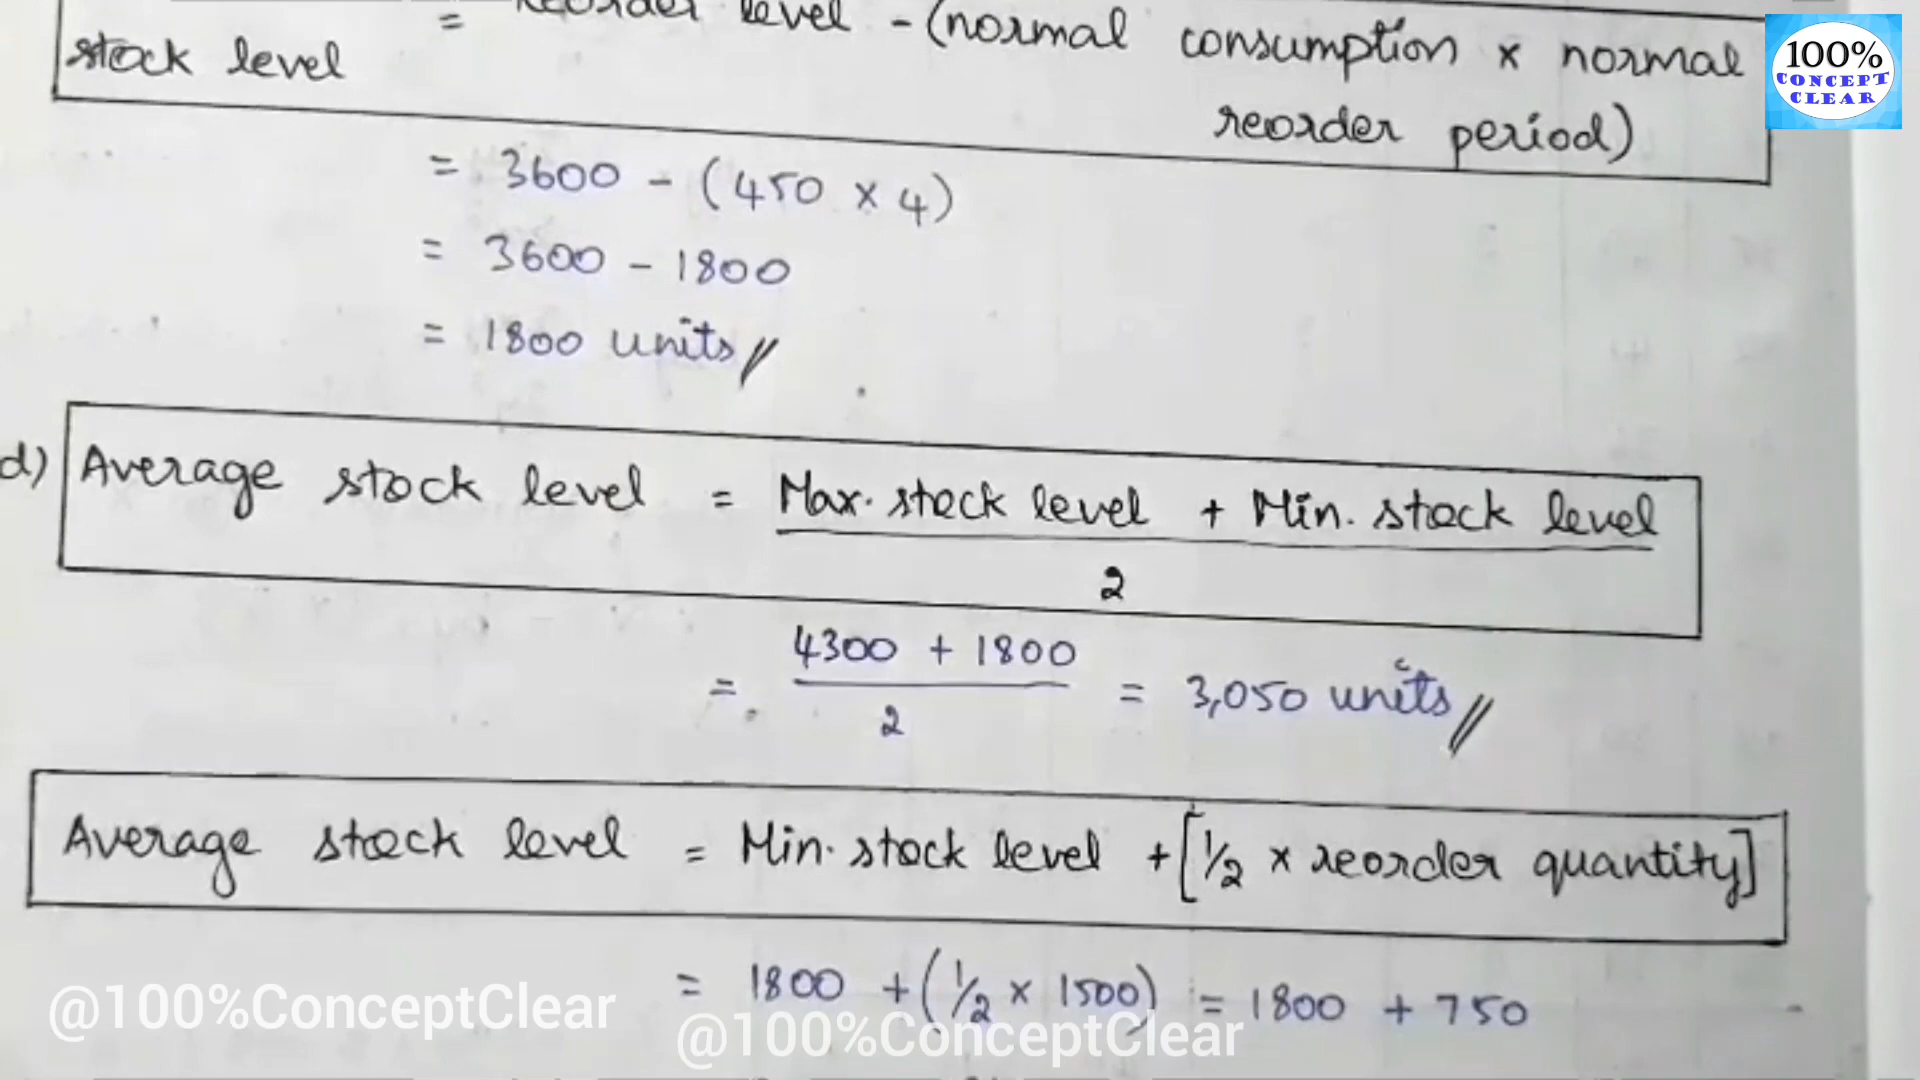 = Reorder level - (normal consumption x normal
stock level
reorder period)
= 3600 - (450 x 4)
= 3600 - 1800
= 1800 units
d) Average stock level = Max. stock level + Min. stock level
2
= 4300 + 1800
2
= 3,050 units
Average stock level = Min. stock level + [1/2 x reorder quantity]
= 1800 + (1/2 x 1500) = 1800 + 750
100%
CONCEPT
CLEAR
@100%ConceptClear
@100%ConceptClear